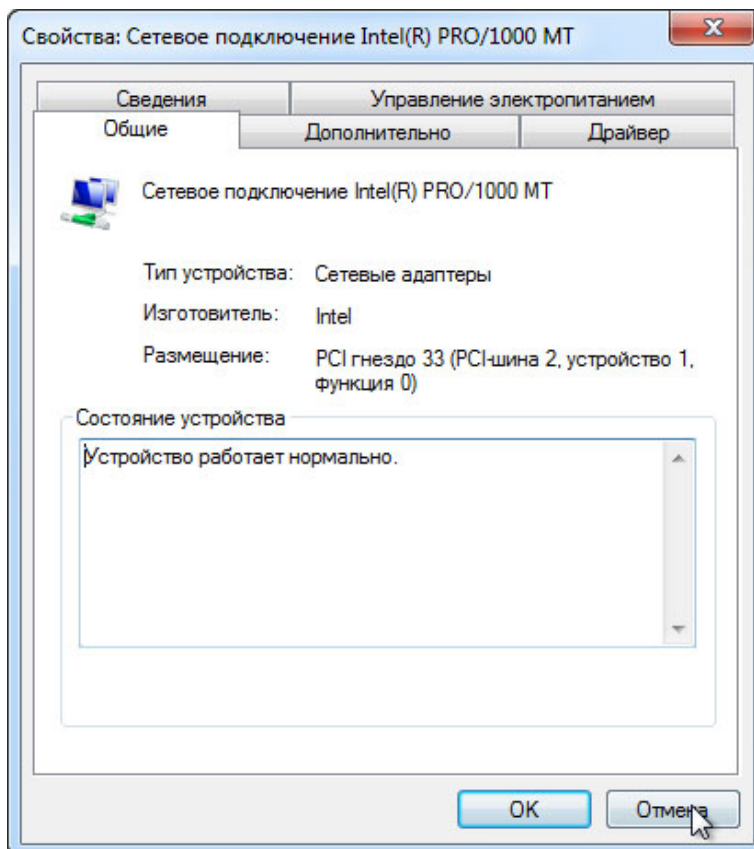 Свойства: Сетевое подключение Intel(R) PRO/1000 MT
Сведения
Управление электропитанием
Общие
Дополнительно
Драйвер
Сетевое подключение Intel(R) PRO/1000 MT
Тип устройства: Сетевые адаптеры
Изготовитель: Intel
Размещение: PCI гнездо 33 (PCI-шина 2, устройство 1,
функция 0)
Состояние устройства
Устройство работает нормально.
OK
Отмена